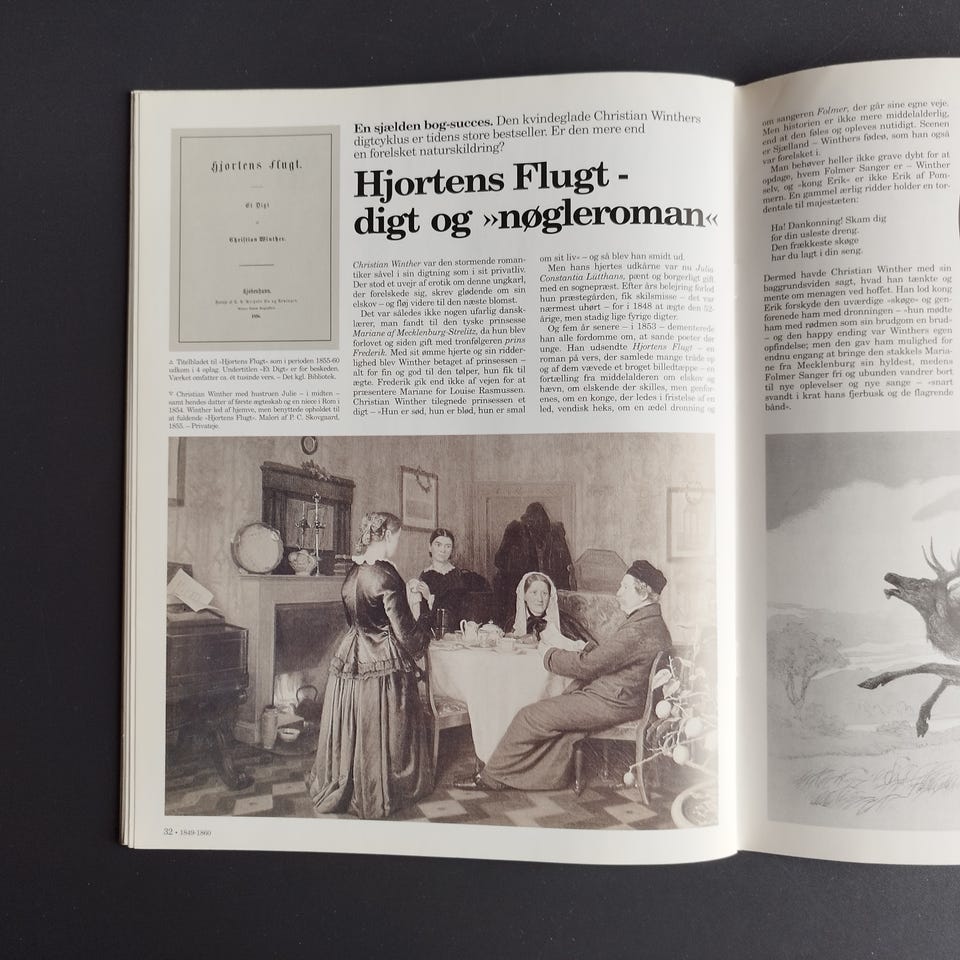 Hjortens Flugt.
Et Digt
af
Christian Winther.
Kjøbenhavn.
1856.
▵ Titelbladet til »Hjortens Flugt« som i perioden 1855-60
udkom i 4 oplag. Undertitlen »Et Digt« er for beskeden.
Værket omfatter ca. et tusinde vers. – Det kgl. Bibliotek.
▿ Christian Winther med hustruen Julie – i midten –
samt hendes datter af første ægteskab og en niece i Rom i
1854. Winther led af hjemve, men benyttede opholdet til
at fuldende »Hjortens Flugt«. Maleri af P. C. Skovgaard,
1855. – Privateje.
En sjælden bog-succes. Den kvindeglade Christian Winthers
digtcyklus er tidens store bestseller. Er den mere end
en forelsket naturskildring?
Hjortens Flugt -
digt og »nøgleroman«
Christian Winther var den stormende roman-
tiker såvel i sin digtning som i sit privatliv.
Der stod et uvejr af erotik om denne ungkarl,
der forelskede sig, skrev glødende om sin
elskov – og fløj videre til den næste blomst.
Det var således ikke nogen ufarlig dansk-
lærer, man fandt til den tyske prinsesse
Mariane af Mecklenburg-Strelitz, da hun blev
forlovet og siden gift med tronfølgeren prins
Frederik. Med sit ømme hjerte og sin ridder-
lighed blev Winther betaget af prinsessen –
alt for fin og god til den tølper, hun fik til
ægte. Frederik gik end ikke af vejen for at
præsentere Mariane for Louise Rasmussen.
Christian Winther tilegnede prinsessen et
digt – »Hun er sød, hun er blød, hun er smal
om sit liv« – og så blev han smidt ud.
Men hans hjertes udkårne var nu Julie
Constantia Lütthans, pænt og borgerligt gift
med en sognepræst. Efter års belejring forlod
hun præstegården, fik skilsmisse – det var
nærmest uhørt – for i 1848 at ægte den 52-
årige, men stadig lige fyrige digter.
Og fem år senere – i 1853 – dementerede
han alle fordomme om, at sande poeter dør
unge. Han udsendte Hjortens Flugt – en
roman på vers, der samlede mange tråde op
og af dem vævede et broget billedtæppe – en
fortælling fra middelalderen om elskov og
hævn, om elskender der skilles, men genfor-
enes, om en konge, der ledes i fristelse af en
led, vendisk heks, om en ædel dronning og
om sangeren Folmer, der går sine egne veje.
Men historien er ikke mere middelalderlig,
end at den føles og opleves nutidigt. Scenen
er Sjælland – Winthers fødeø, som han også
var forelsket i.
Man behøver heller ikke grave dybt for at
opdage, hvem Folmer Sanger er – Winther
selv, og »kong Erik« er ikke Erik af Pom-
mern. En gammel ærlig ridder holder en tor-
dentale til majestæten:
Ha! Dankonning! Skam dig
for din usleste dreng.
Den frækkeste skøge
har du lagt i din seng.
Dermed havde Christian Winther med sin
baggrundsviden sagt, hvad han tænkte og
mente om menagen ved hoffet. Han lod kong
Erik forskyde den uværdige »skøge« og gen-
forenede ham med dronningen – »hun mødte
ham med rødmen som sin brudgom en brud«
– og den happy ending var Winthers egen
opfindelse; men den gav ham mulighed for
endnu engang at bringe den stakkels Maria-
ne fra Mecklenburg sin hyldest, medens
Folmer Sanger fri og ubunden vandrer bort
til nye oplevelser og nye sange – »snart
svandt i krat hans fjerbusk og de flagrende
bånd«.
32 • 1849-1860